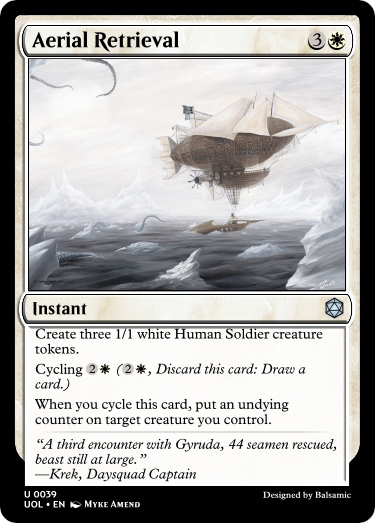 Aerial Retrieval 3
Instant
Create three 1/1 white Human Soldier creature
tokens.
Cycling 2 (2, Discard this card: Draw a
card.)
When you cycle this card, put an undying
counter on target creature you control.
“A third encounter with Gyruda, 44 seamen rescued,
beast still at large.”
—Krek, Daysquad Captain
U 0039
UOL • EN Myke Amend
Designed by Balsamic